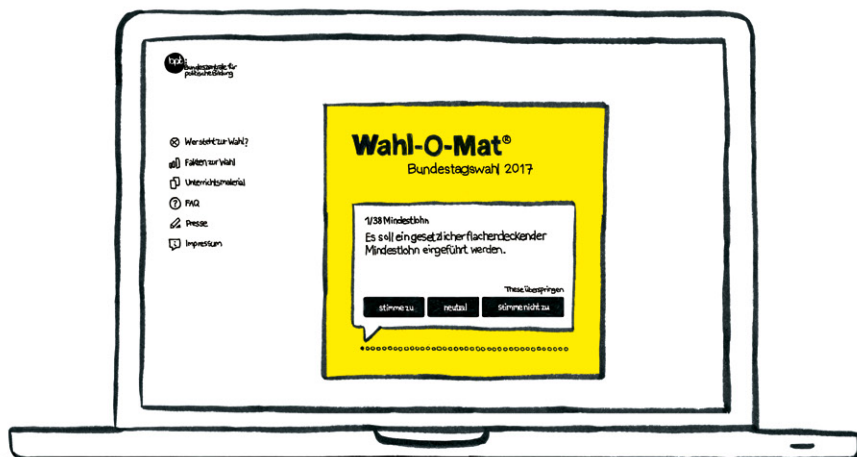 bpb:
Bundeszentrale für
politische Bildung
Wer steht zur Wahl?
Fakten zur Wahl
Unterrichtsmaterial
FAQ
Presse
Impressum
Wahl-O-Mat®
Bundestagswahl 2017
1/38 Mindestlohn
Es soll ein gesetzlicher flächendeckender
Mindestlohn eingeführt werden.
These überspringen
stimme zu neutral stimme nicht zu